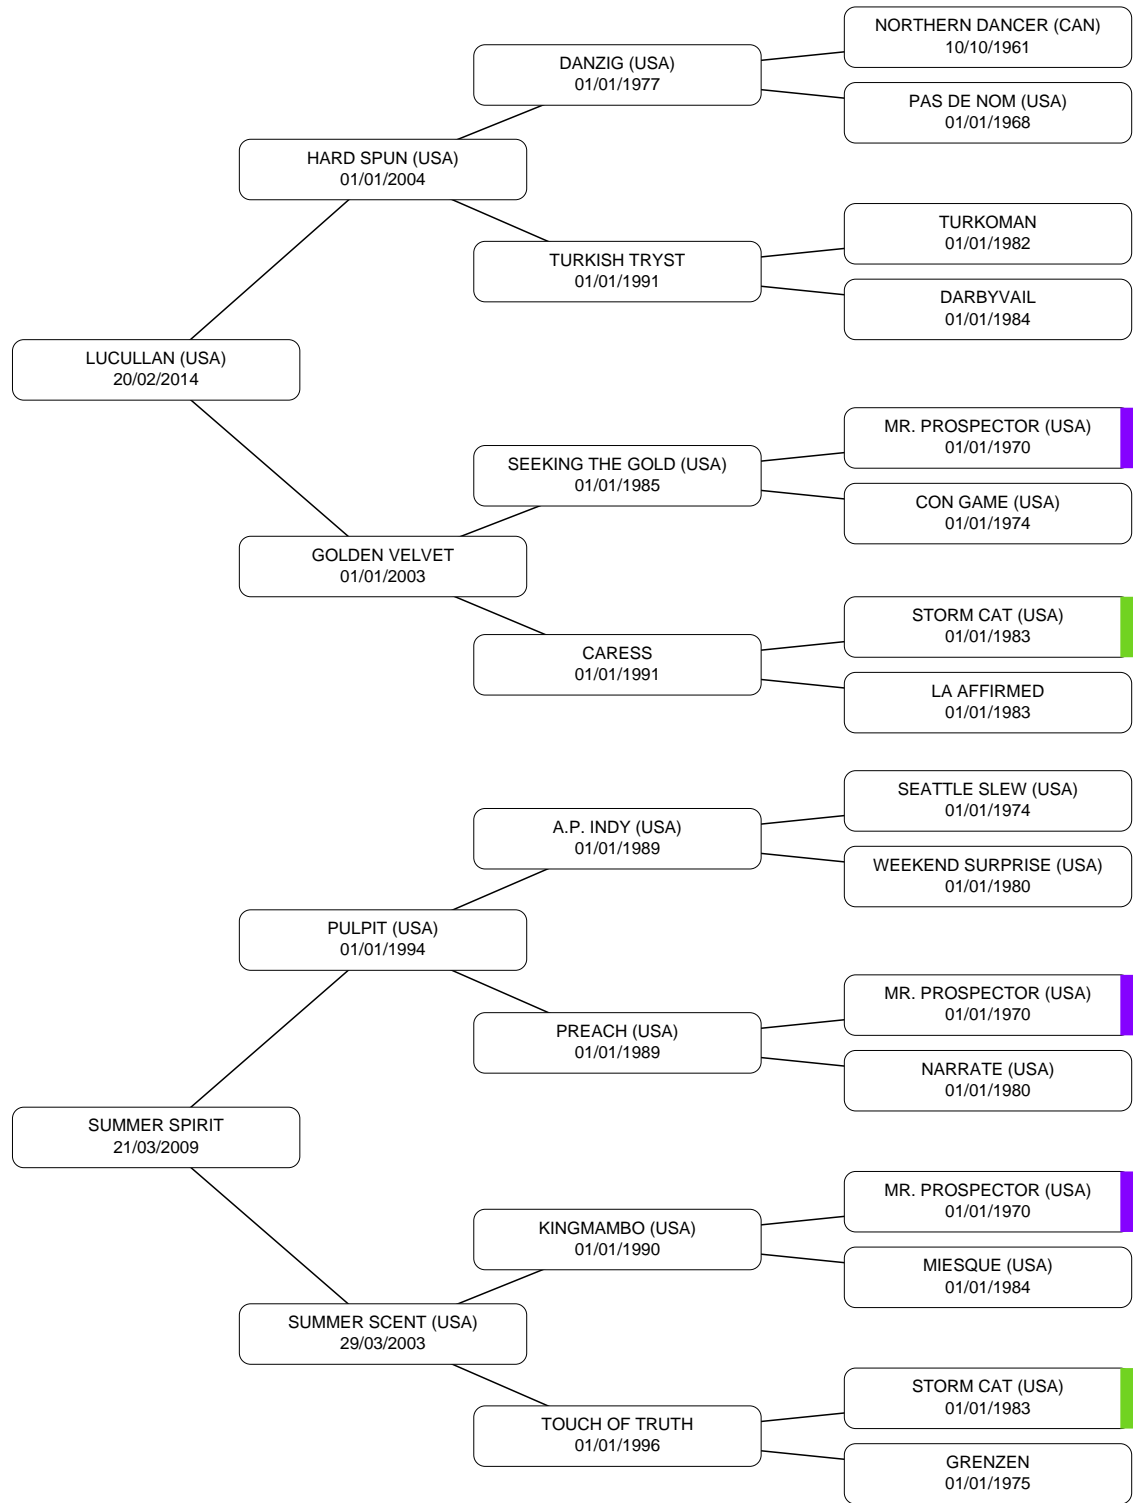 NORTHERN DANCER (CAN)
10/10/1961
DANZIG (USA)
01/01/1977
PAS DE NOM (USA)
01/01/1968
HARD SPUN (USA)
01/01/2004
TURKOMAN
01/01/1982
TURKISH TRYST
01/01/1991
DARBYVAIL
01/01/1984
LUCULLAN (USA)
20/02/2014
MR. PROSPECTOR (USA)
01/01/1970
SEEKING THE GOLD (USA)
01/01/1985
CON GAME (USA)
01/01/1974
GOLDEN VELVET
01/01/2003
STORM CAT (USA)
01/01/1983
CARESS
01/01/1991
LA AFFIRMED
01/01/1983
SEATTLE SLEW (USA)
01/01/1974
A.P. INDY (USA)
01/01/1989
WEEKEND SURPRISE (USA)
01/01/1980
PULPIT (USA)
01/01/1994
MR. PROSPECTOR (USA)
01/01/1970
PREACH (USA)
01/01/1989
NARRATE (USA)
01/01/1980
SUMMER SPIRIT
21/03/2009
MR. PROSPECTOR (USA)
01/01/1970
KINGMAMBO (USA)
01/01/1990
MIESQUE (USA)
01/01/1984
SUMMER SCENT (USA)
29/03/2003
STORM CAT (USA)
01/01/1983
TOUCH OF TRUTH
01/01/1996
GRENZEN
01/01/1975